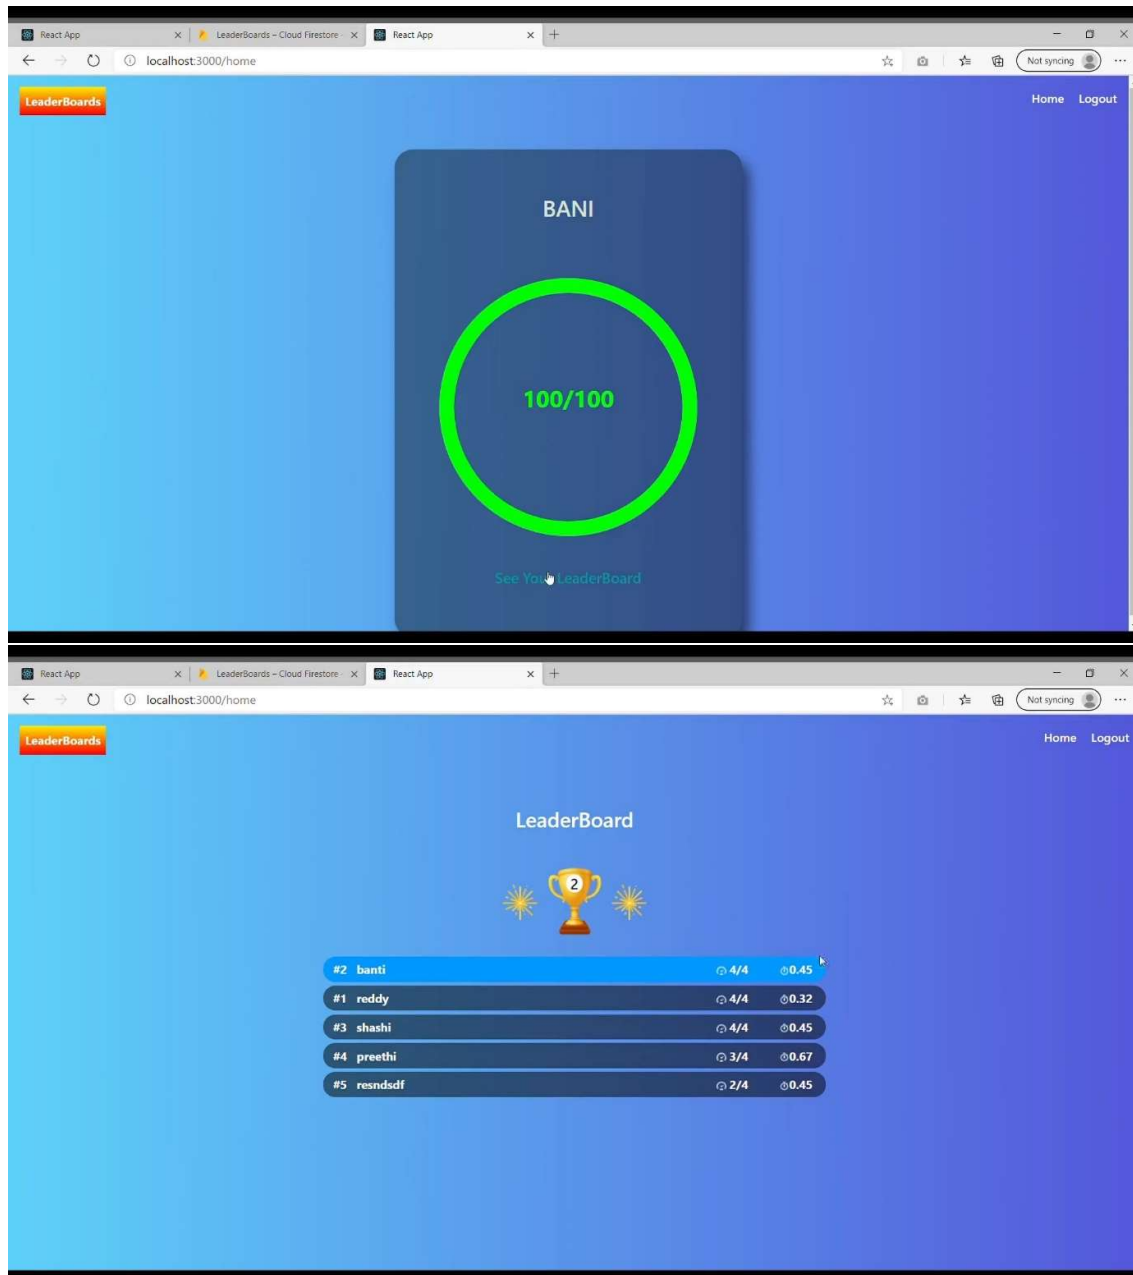 React App LeaderBoards – Cloud Firestore React App
localhost:3000/home Not syncing
LeaderBoards Home Logout
BANI
100/100
See Your LeaderBoard
React App LeaderBoards – Cloud Firestore React App
localhost:3000/home Not syncing
LeaderBoards Home Logout
LeaderBoard
2
#2 banti 4/4 0.45
#1 reddy 4/4 0.32
#3 shashi 4/4 0.45
#4 preethi 3/4 0.67
#5 resndsdf 2/4 0.45